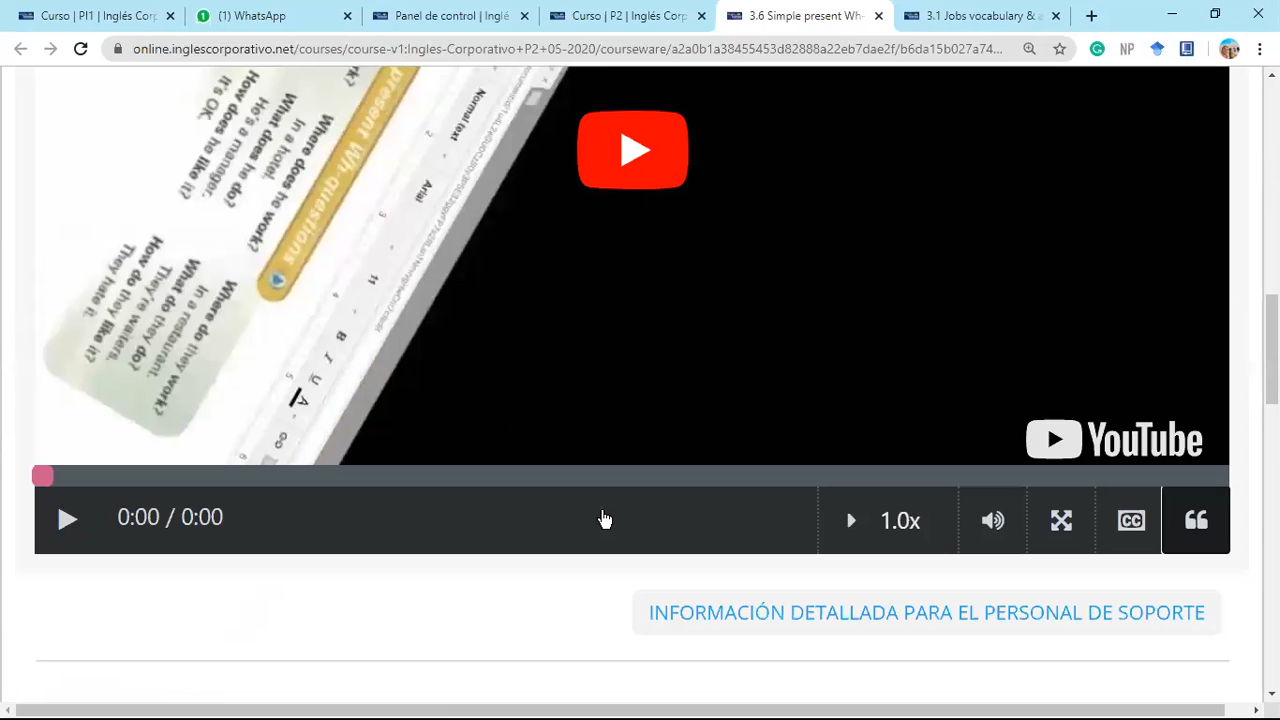 Curso | PI1 | Inglés Corp
(1) WhatsApp
Panel de control | Inglé
Curso | P2 | Inglés Corp
3.6 Simple present Wh-
3.1 Jobs vocabulary & a
online.inglescorporativo.net/courses/course-v1:Ingles-Corporativo+P2+05-2020/courseware/
NP
present Wh-questions
Where does he work?
In a hotel.
What does he do?
He's a manager.
How does he like it?
It's OK.
Where do they work?
In a restaurant.
What do they do?
They're waiters.
How do they like it?
They hate it.
Normal text
Arial
11
B I U A
YouTube
0:00 / 0:00
1.0x
CC
INFORMACIÓN DETALLADA PARA EL PERSONAL DE SOPORTE